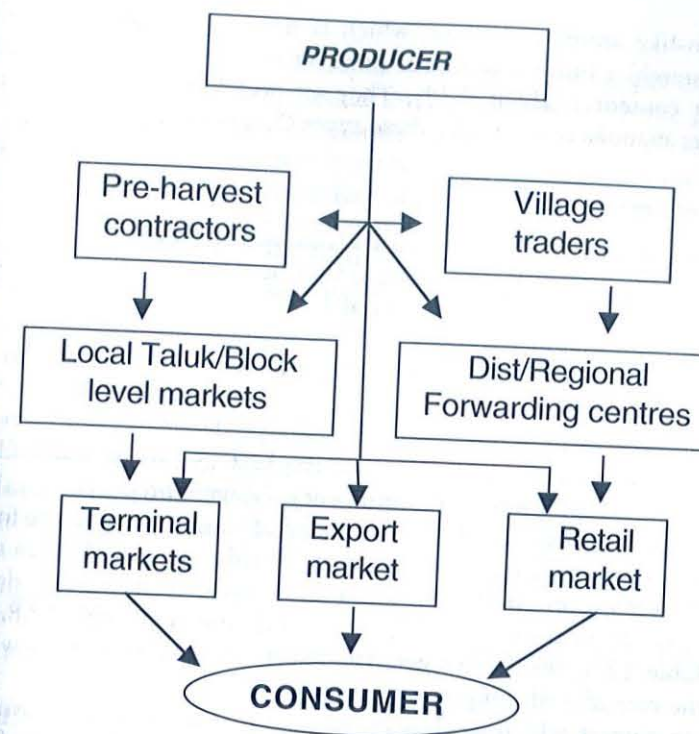 PRODUCER
Pre-harvest
contractors
Village
traders
Local Taluk/Block
level markets
Dist/Regional
Forwarding centres
Terminal
markets
Export
market
Retail
market
CONSUMER